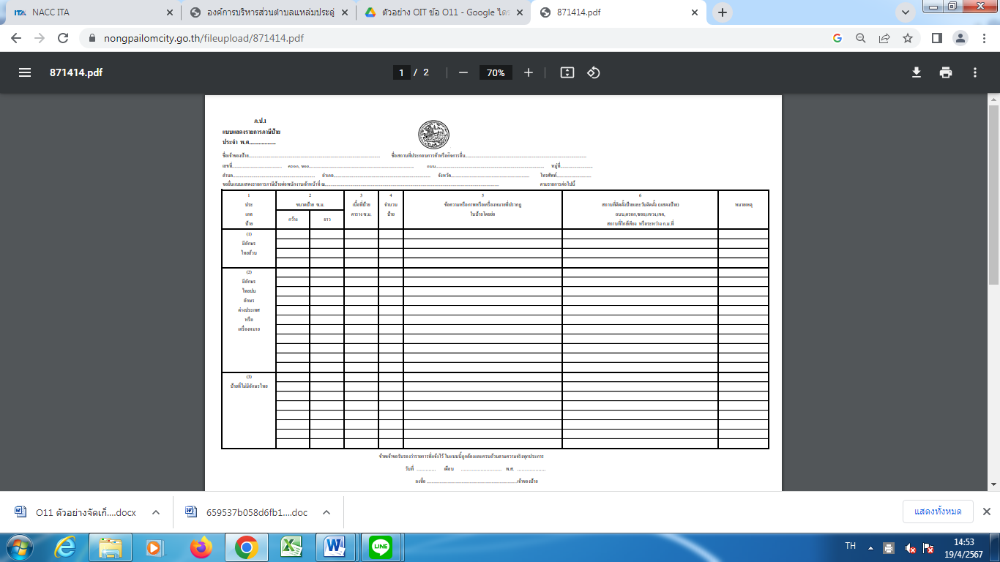 NACC ITA
องค์การบริหารส่วนตำบลแหล่มประดู่
ตัวอย่าง OIT ข้อ O11 - Google ไดร
871414.pdf
nongpailomcity.go.th/fileupload/871414.pdf
871414.pdf
1 / 2
70%
ภ.ป.1
แบบแสดงรายการภาษีป้าย
ประจำ พ.ศ..................
ชื่อเจ้าของป้าย.................... ชื่อสถานที่ประกอบการค้าหรือกิจการอื่น....................
เลขที่.................... ตรอก, ซอย.................... ถนน.................... หมู่ที่....................
ตำบล.................... อำเภอ.................... จังหวัด.................... โทรศัพท์....................
ขอยื่นแบบแสดงรายการภาษีป้ายต่อพนักงานเจ้าหน้าที่ ณ.................... ตามรายการต่อไปนี้
1 2 3 4 5 6
ประเภทป้าย
ขนาดป้าย ซ.ม.
กว้าง ยาว
เนื้อที่ป้าย
ตาราง ซ.ม.
จำนวน
ป้าย
ข้อความหรือภาพหรือเครื่องหมายที่ปรากฏ
ในป้ายโดยย่อ
สถานที่ติดตั้งป้ายและวันติดตั้ง (แสดงป้าย)
ถนน,ตรอก,ซอย,แขวง,เขต,
สถานที่ใกล้เคียง หรือระหว่าง ก.ม.ที่
หมายเหตุ
(1)
มีอักษร
ไทยล้วน
(2)
มีอักษร
ไทยปน
อักษร
ต่างประเทศ
หรือ
เครื่องหมาย
(3)
ป้ายที่ไม่มีอักษรไทย
ข้าพเจ้าขอรับรองว่ารายการที่แจ้งไว้ ในแบบนี้ถูกต้องและครบถ้วนตามความจริงทุกประการ
วันที่ ............. เดือน ............................ พ.ศ. ...................
ลงชื่อ ....................เจ้าของป้าย
O11 ตัวอย่างจัดเก็....docx
659537b058d6fb1....doc
แสดงทั้งหมด
LINE
TH
14:53
19/4/2567